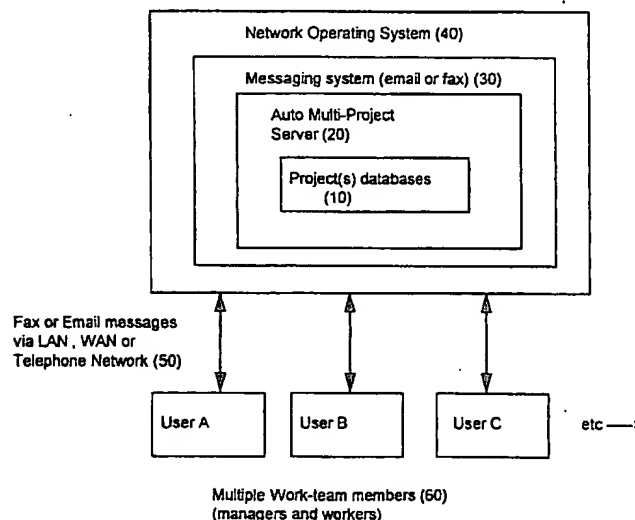 Network Operating System (40)
Messaging system (email or fax) (30)
Auto Multi-Project
Server (20)
Project(s) databases
(10)
Fax or Email messages
via LAN , WAN or
Telephone Network (50)
User A
User B
User C
etc
Multiple Work-team members (60)
(managers and workers)